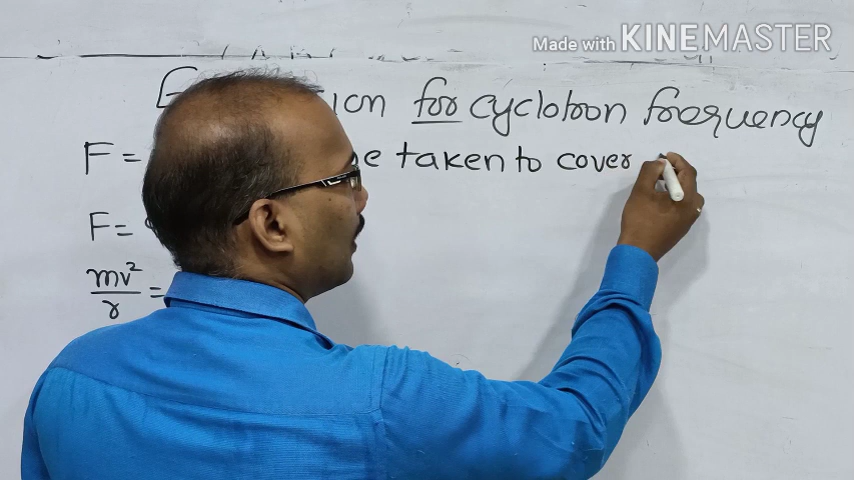 Made with KINEMASTER
for cyclotron frequency
F = taken to cover
F =
mv²/r =